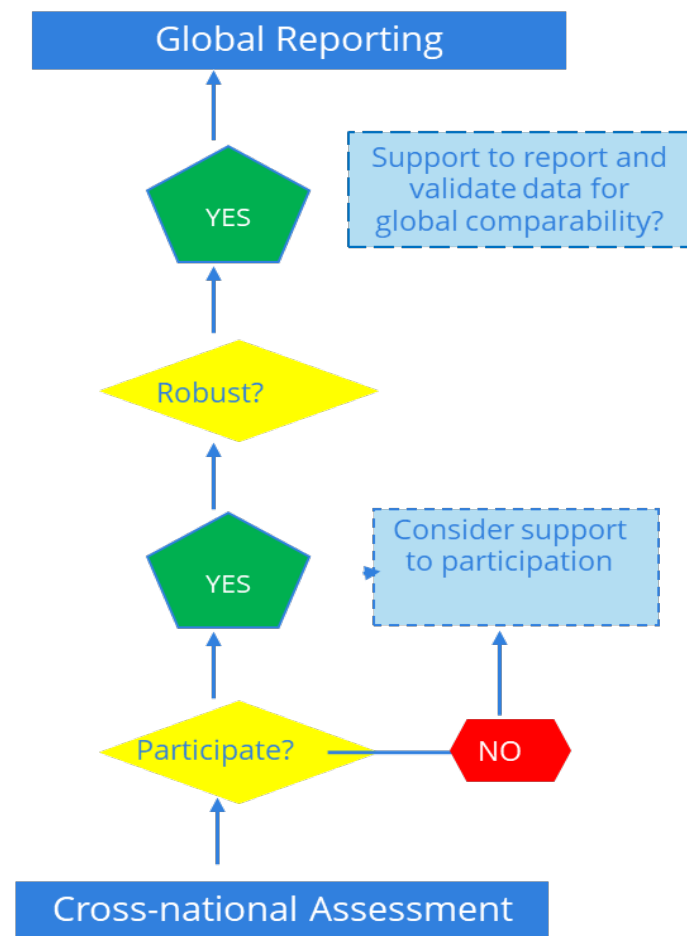 Global Reporting
YES
Support to report and
validate data for
global comparability?
Robust?
YES
Consider support
to participation
Participate?
NO
Cross-national Assessment